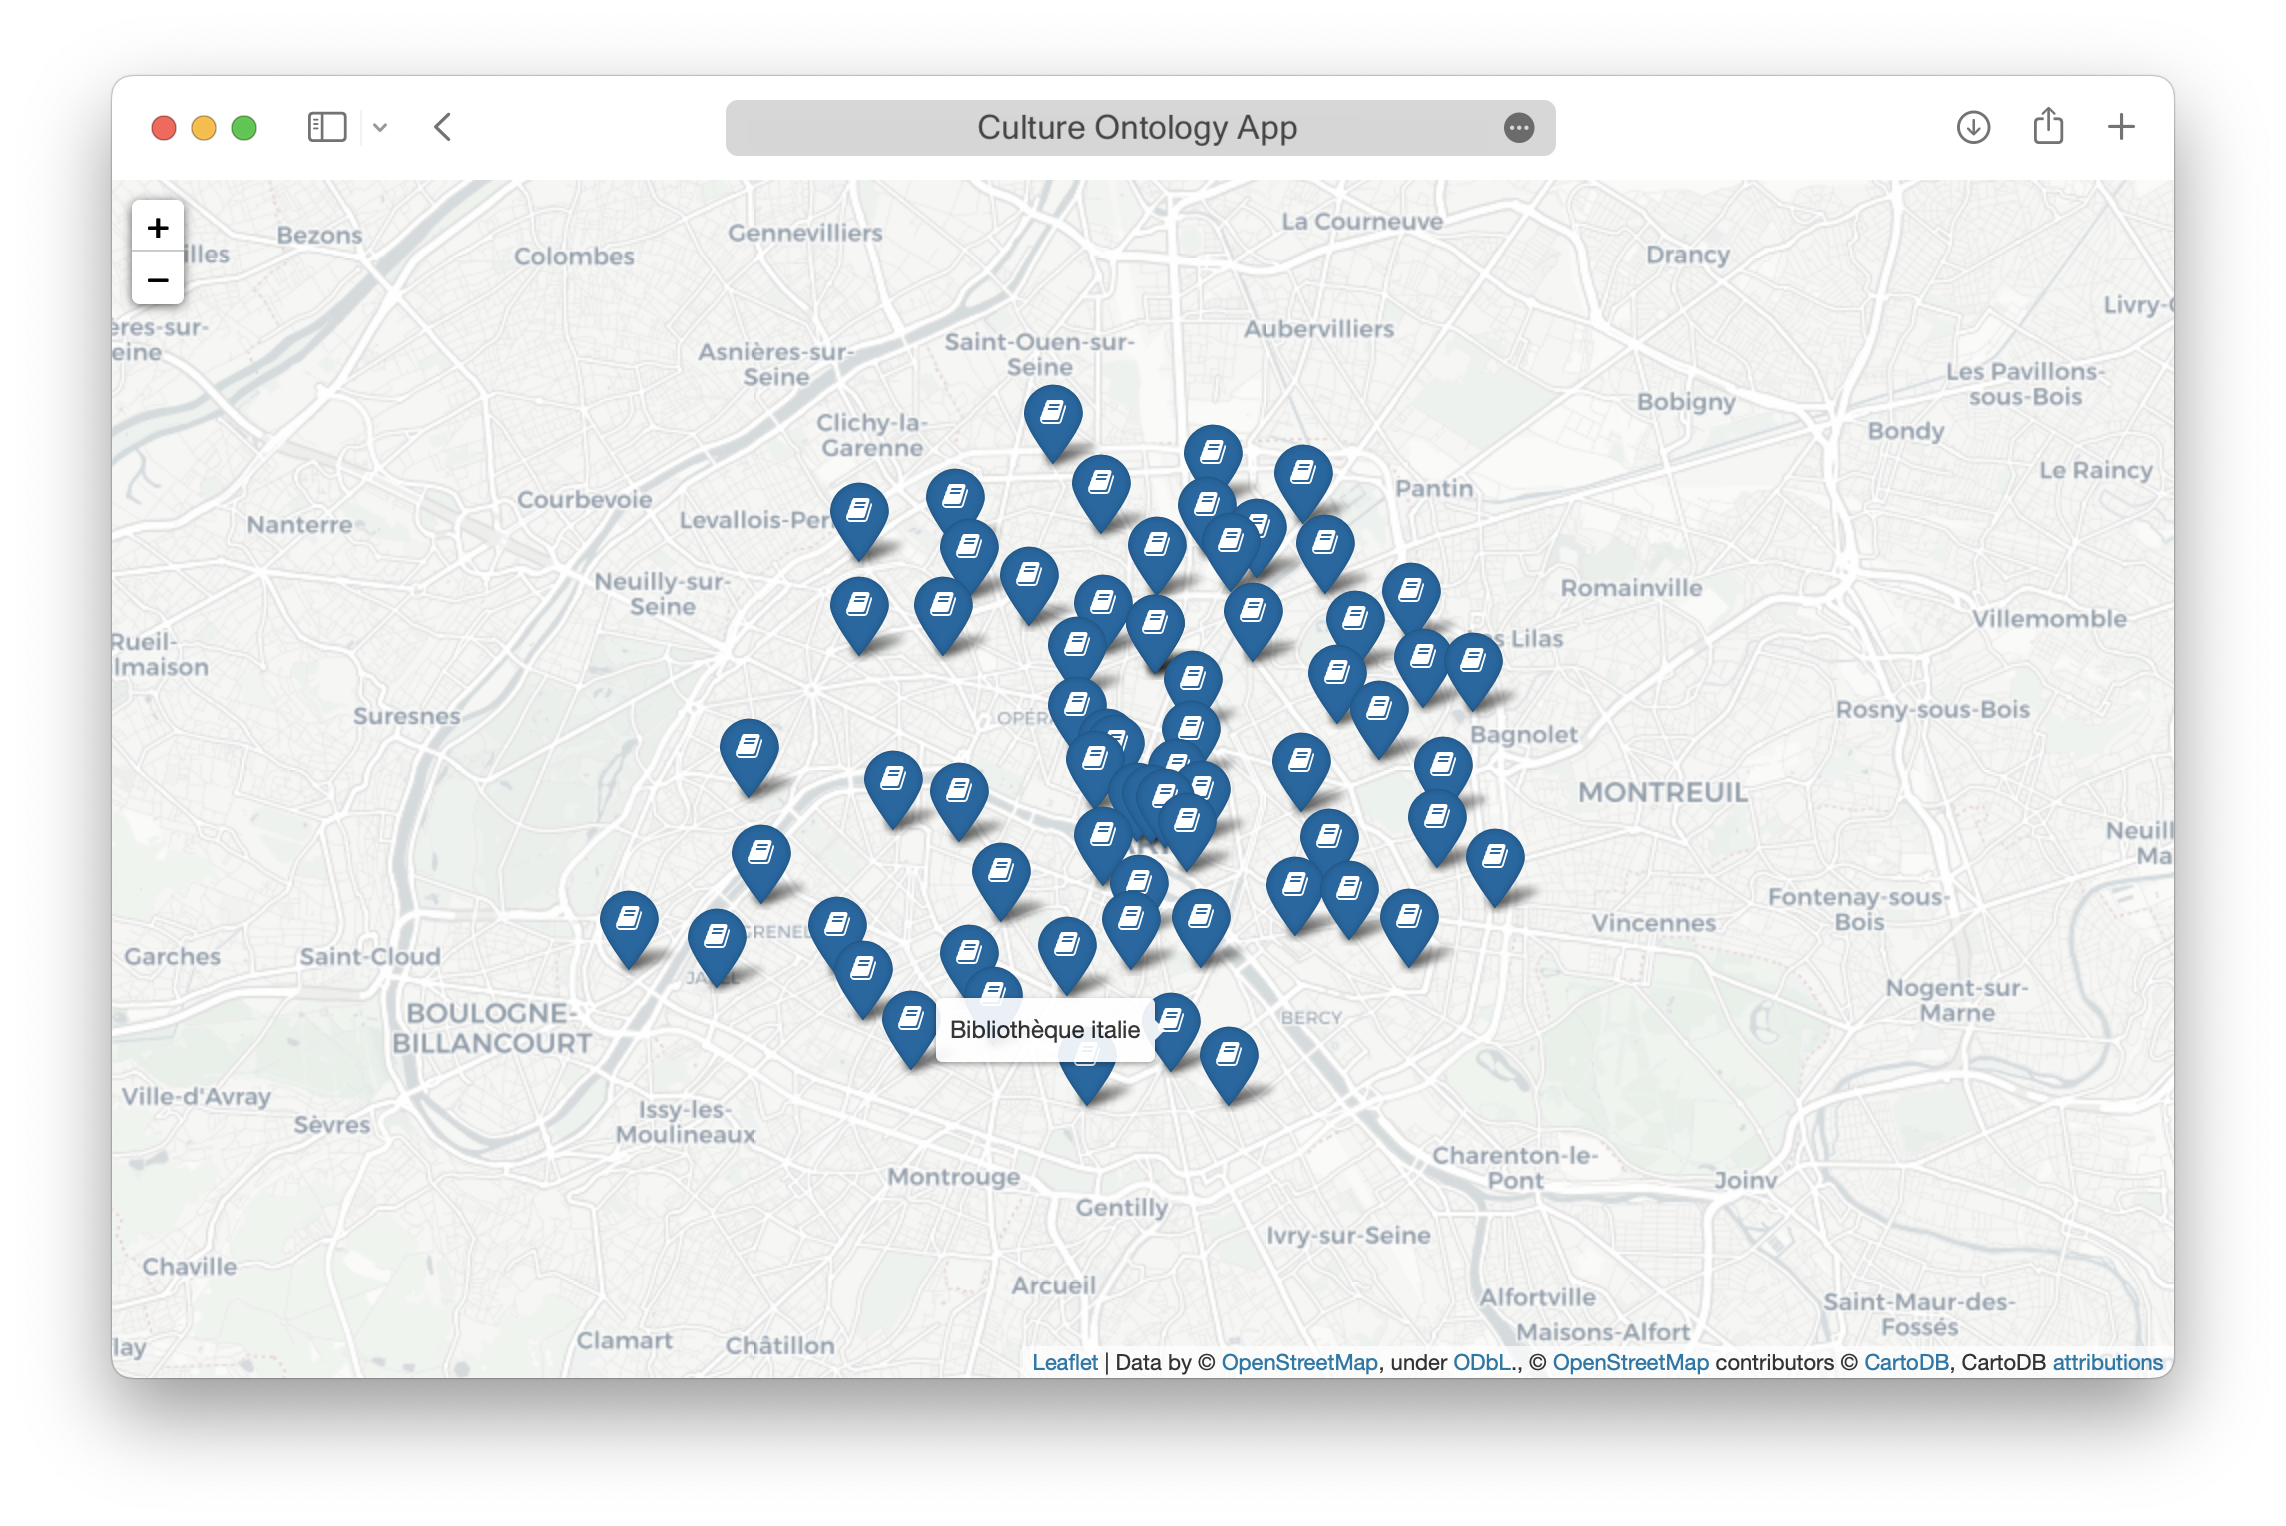 Culture Ontology App
+
−
Bezons
illes
Colombes
Gennevilliers
La Courneuve
Drancy
Livry-
ères-sur-
eine
Asnières-sur-
Seine
Saint-Ouen-sur-
Seine
Aubervilliers
Les Pavillons-
sous-Bois
Bobigny
Bondy
Clichy-la-
Garenne
Le Raincy
Courbevoie
Nanterre
Levallois-Per
Pantin
Neuilly-sur-
Seine
Romainville
Villemomble
Rueil-
lmaison
s Lilas
Suresnes
OPÉRA
Rosny-sous-Bois
Bagnolet
MONTREUIL
Neuill
Ma
Fontenay-sous-
Bois
Vincennes
GRENEL
Garches
Saint-Cloud
BOULOGNE-
BILLANCOURT
Nogent-sur-
Marne
BERCY
Bibliothèque italie
Ville-d'Avray
Sèvres
Issy-les-
Moulineaux
Charenton-le-
Pont
Joinv
Montrouge
Gentilly
Ivry-sur-Seine
Chaville
Arcueil
Alfortville
Saint-Maur-des-
Fossés
Maisons-Alfort
lay
Clamart
Châtillon
Leaflet | Data by © OpenStreetMap, under ODbL., © OpenStreetMap contributors © CartoDB, CartoDB attributions